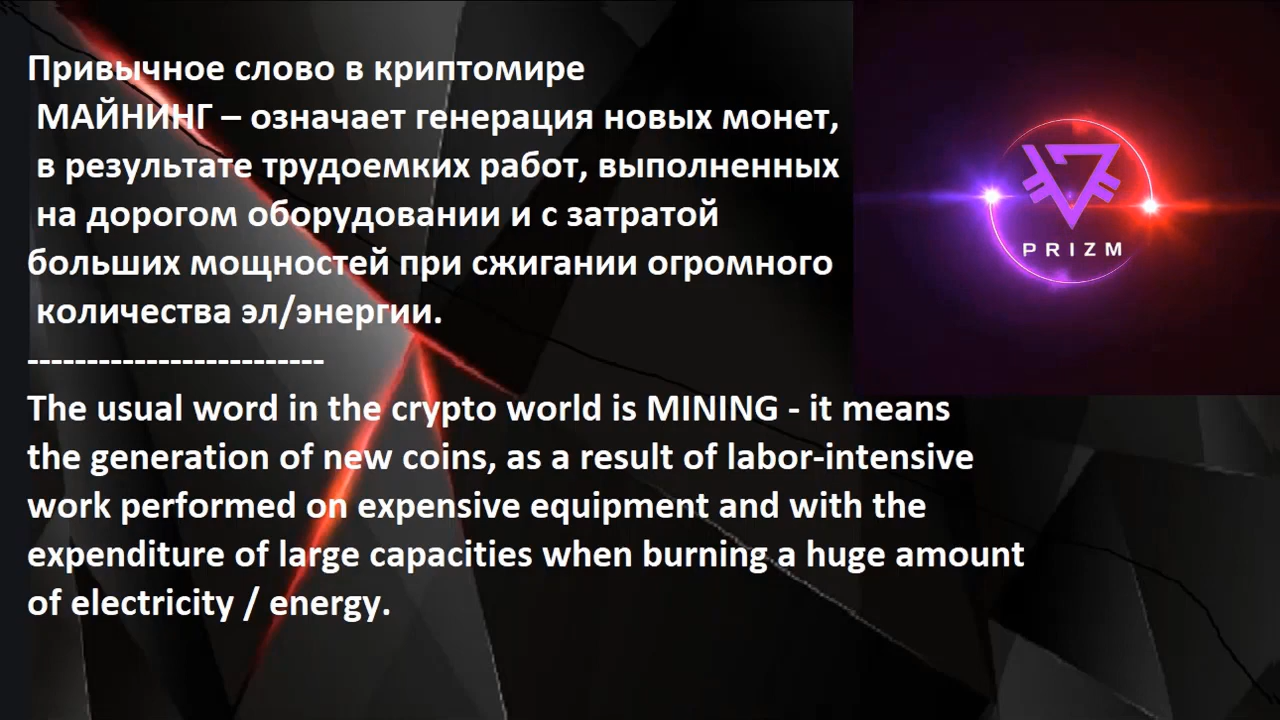 Привычное слово в криптомире
МАЙНИНГ – означает генерация новых монет,
в результате трудоемких работ, выполненных
на дорогом оборудовании и с затратой
больших мощностей при сжигании огромного
количества эл/энергии.
-------------------------
The usual word in the crypto world is MINING - it means
the generation of new coins, as a result of labor-intensive
work performed on expensive equipment and with the
expenditure of large capacities when burning a huge amount
of electricity / energy.
PRIZM